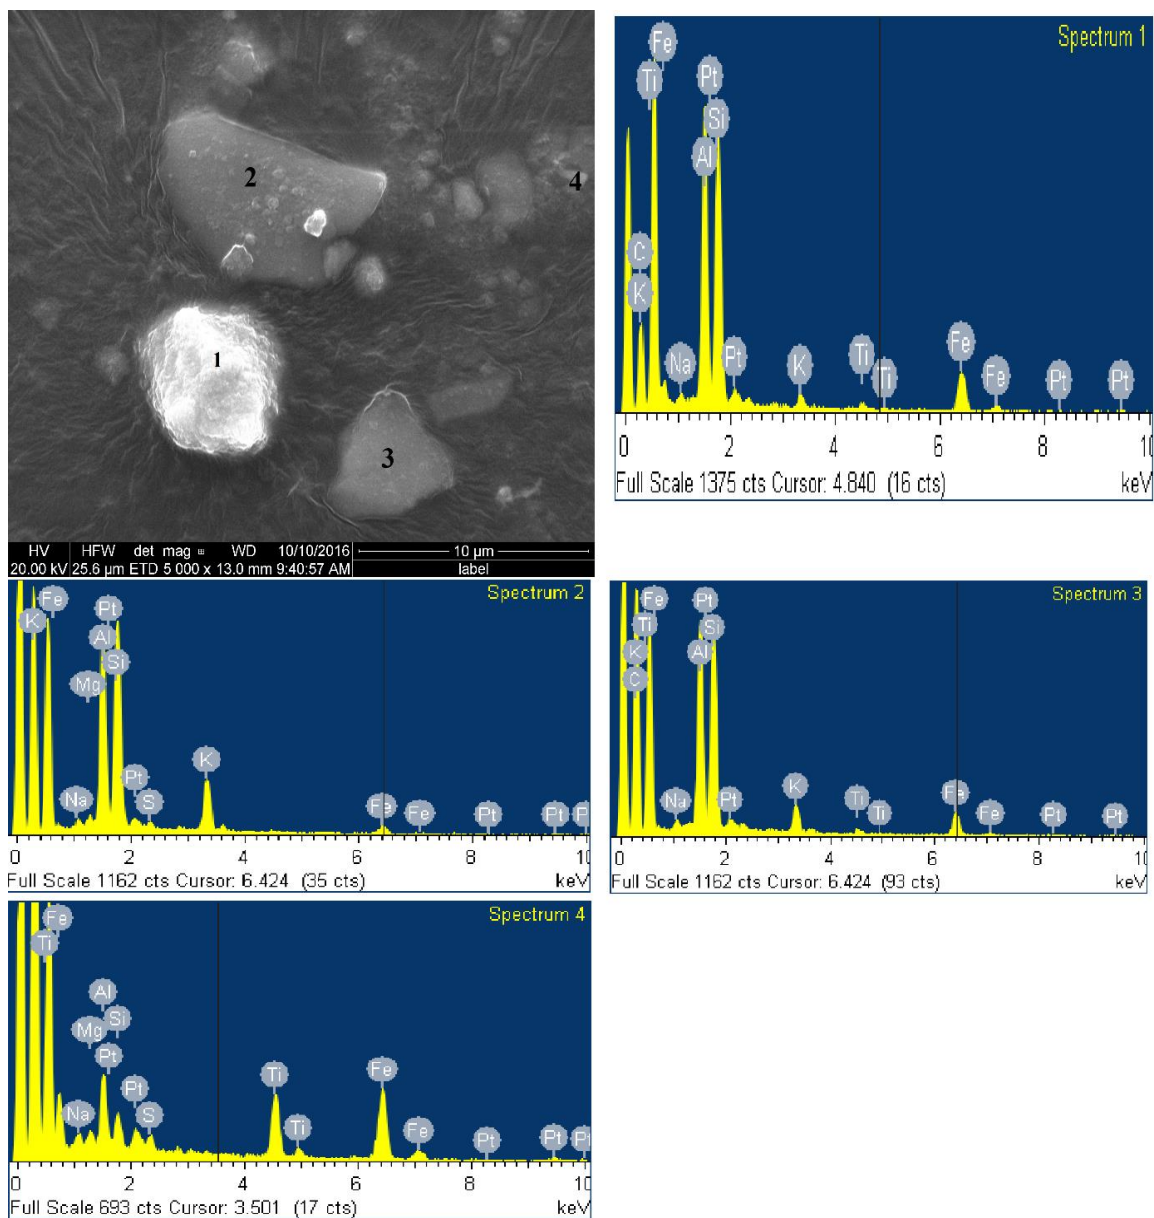 2
4
1
3
HV HFW det mag WD 10/10/2016 10 µm
20.00 kV 25.6 µm ETD 5 000 x 13.0 mm 9:40:57 AM label
Spectrum 1
Fe
Ti Pt
Si
Al
C
K
Na Pt K Ti Ti Fe Fe Pt Pt
0 2 4 6 8 10
Full Scale 1375 cts Cursor: 4.840 (16 cts) keV
Spectrum 2
Fe
K Pt
Al
Si
Mg
K
Na Pt S Fe Fe Pt Pt P
0 2 4 6 8 10
Full Scale 1162 cts Cursor: 6.424 (35 cts) keV
Spectrum 3
Fe Pt
Ti Si
K Al
C
Na Pt K Ti Ti Fe Fe Pt Pt
0 2 4 6 8 10
Full Scale 1162 cts Cursor: 6.424 (93 cts) keV
Spectrum 4
Fe
Ti
Al
Si
Mg
Pt
Ti Fe
Pt
Na S Ti Fe Pt Pt P
0 2 4 6 8 10
Full Scale 693 cts Cursor: 3.501 (17 cts) keV